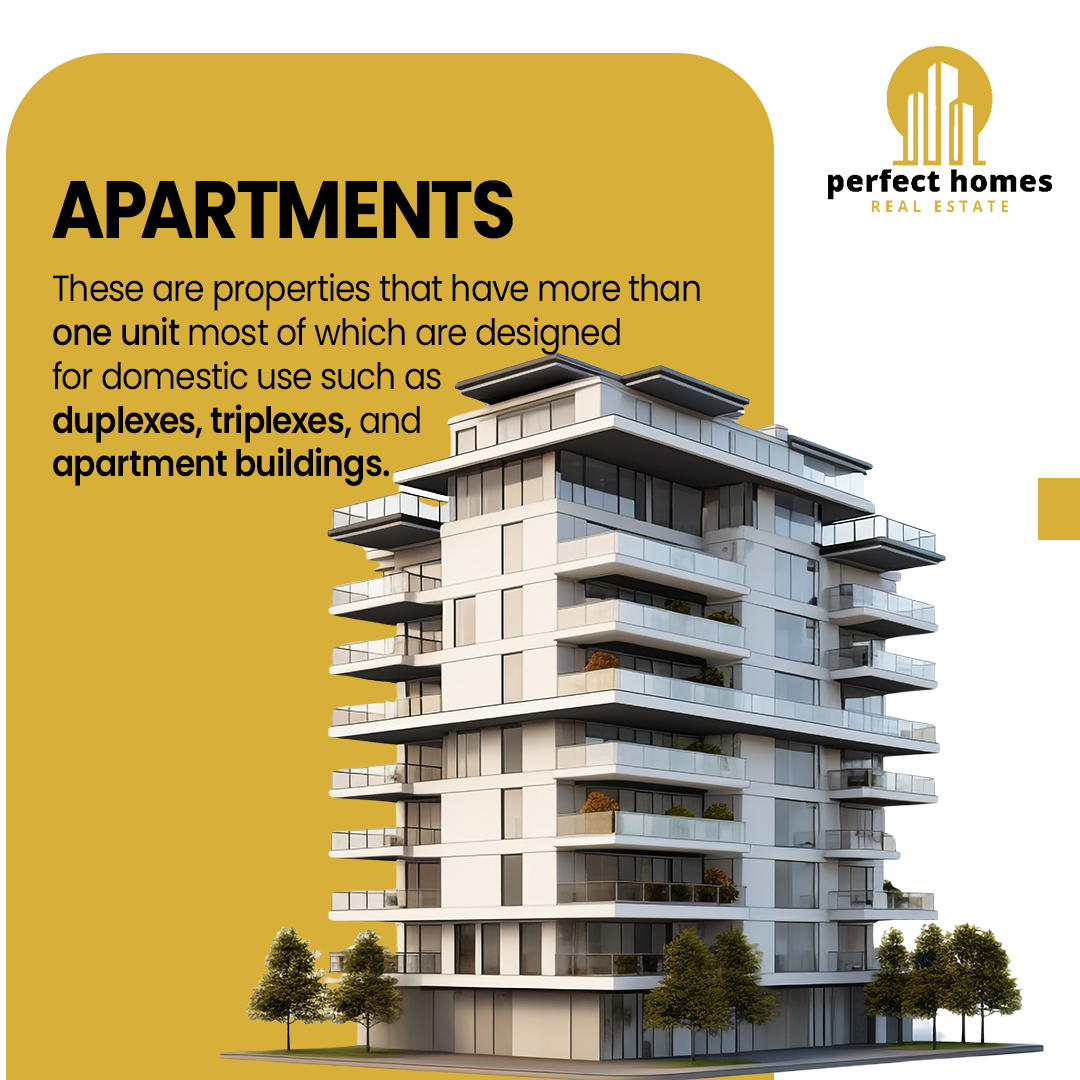 perfect homes
REAL ESTATE
APARTMENTS
These are properties that have more than
one unit most of which are designed
for domestic use such as
duplexes, triplexes, and
apartment buildings.